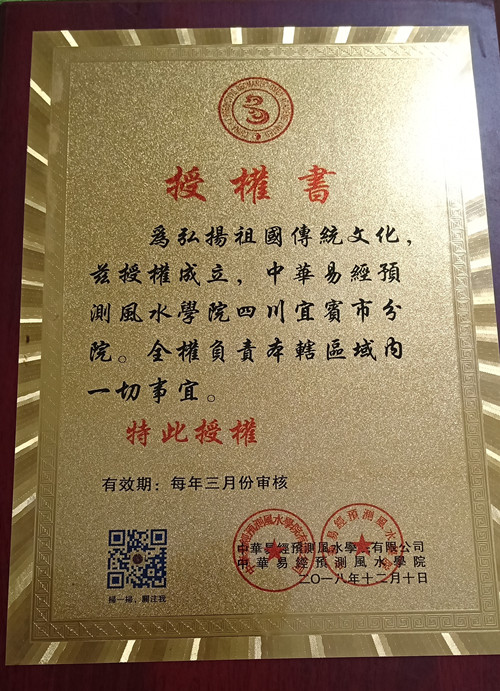 授權書
為弘揚祖國傳統文化，
兹授權成立，中華易經預
測風水學院四川宜賓市分
院。全權負責本轄區域内
一切事宜。
特此授權
有效期：每年三月份审核
中華易經預測風水學院有限公司
中華易經預測風水學院
二〇一八年十二月十日
掃一掃，關注我